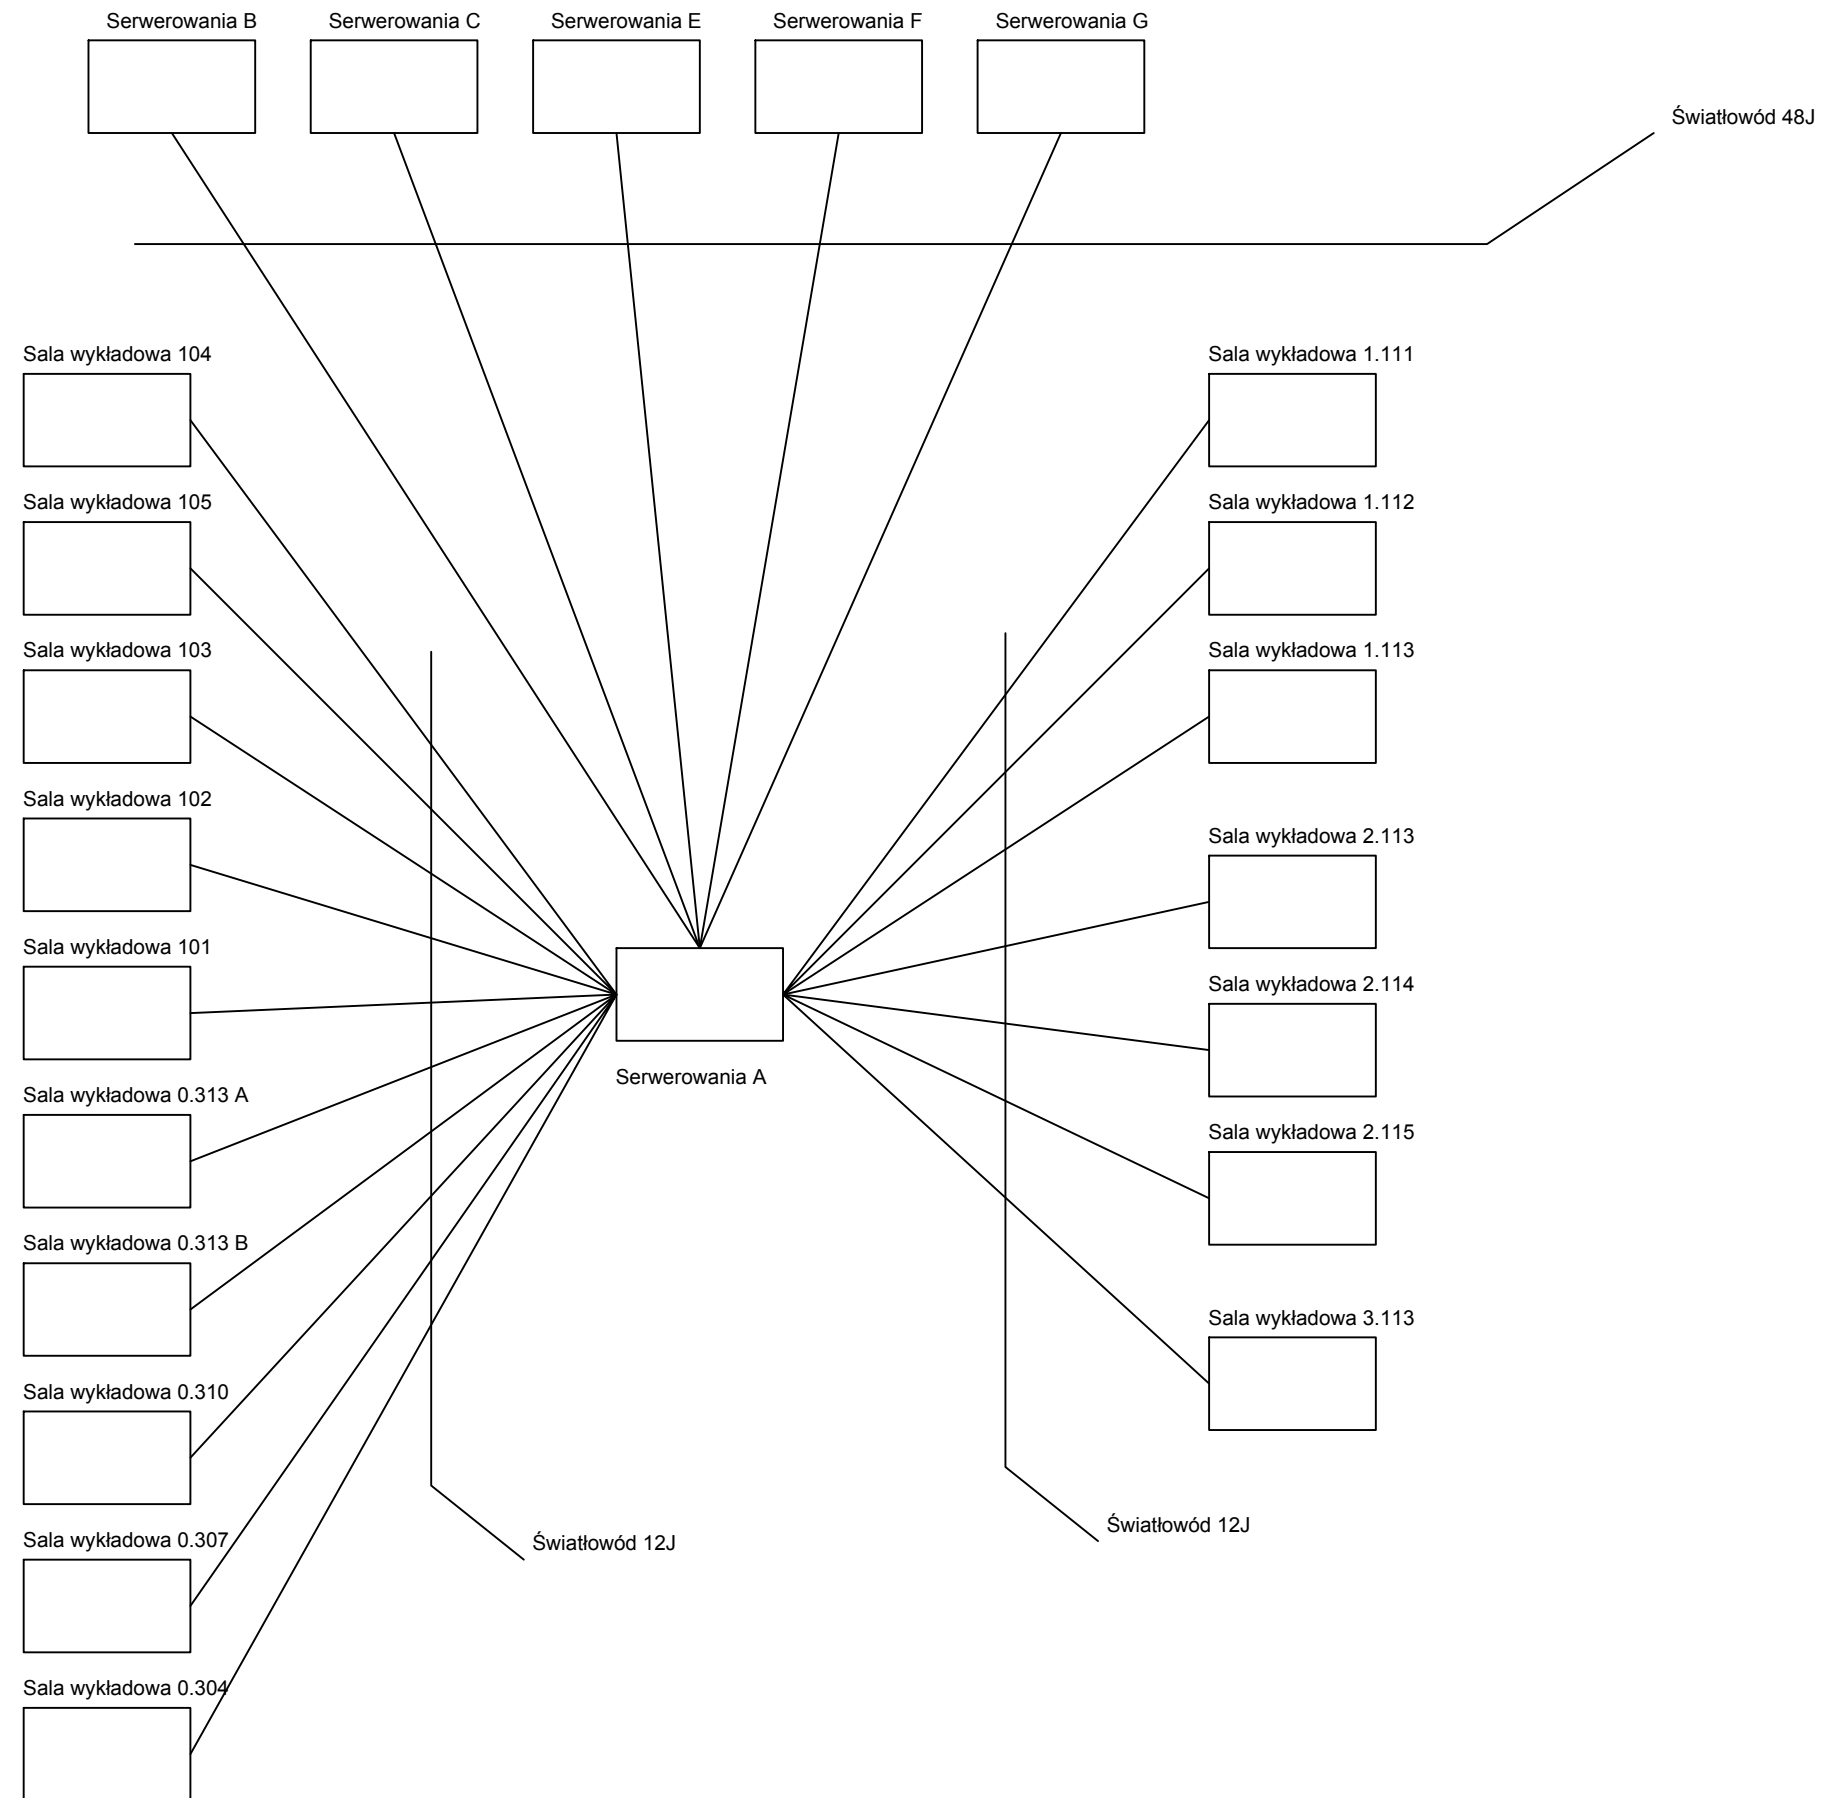 Serwerowania B
Serwerowania C
Serwerowania E
Serwerowania F
Serwerowania G
Światłowód 48J
Sala wykładowa 104
Sala wykładowa 105
Sala wykładowa 103
Sala wykładowa 102
Sala wykładowa 101
Sala wykładowa 0.313 A
Sala wykładowa 0.313 B
Sala wykładowa 0.310
Sala wykładowa 0.307
Sala wykładowa 0.304
Serwerowania A
Światłowód 12J
Sala wykładowa 1.111
Sala wykładowa 1.112
Sala wykładowa 1.113
Sala wykładowa 2.113
Sala wykładowa 2.114
Sala wykładowa 2.115
Sala wykładowa 3.113
Światłowód 12J